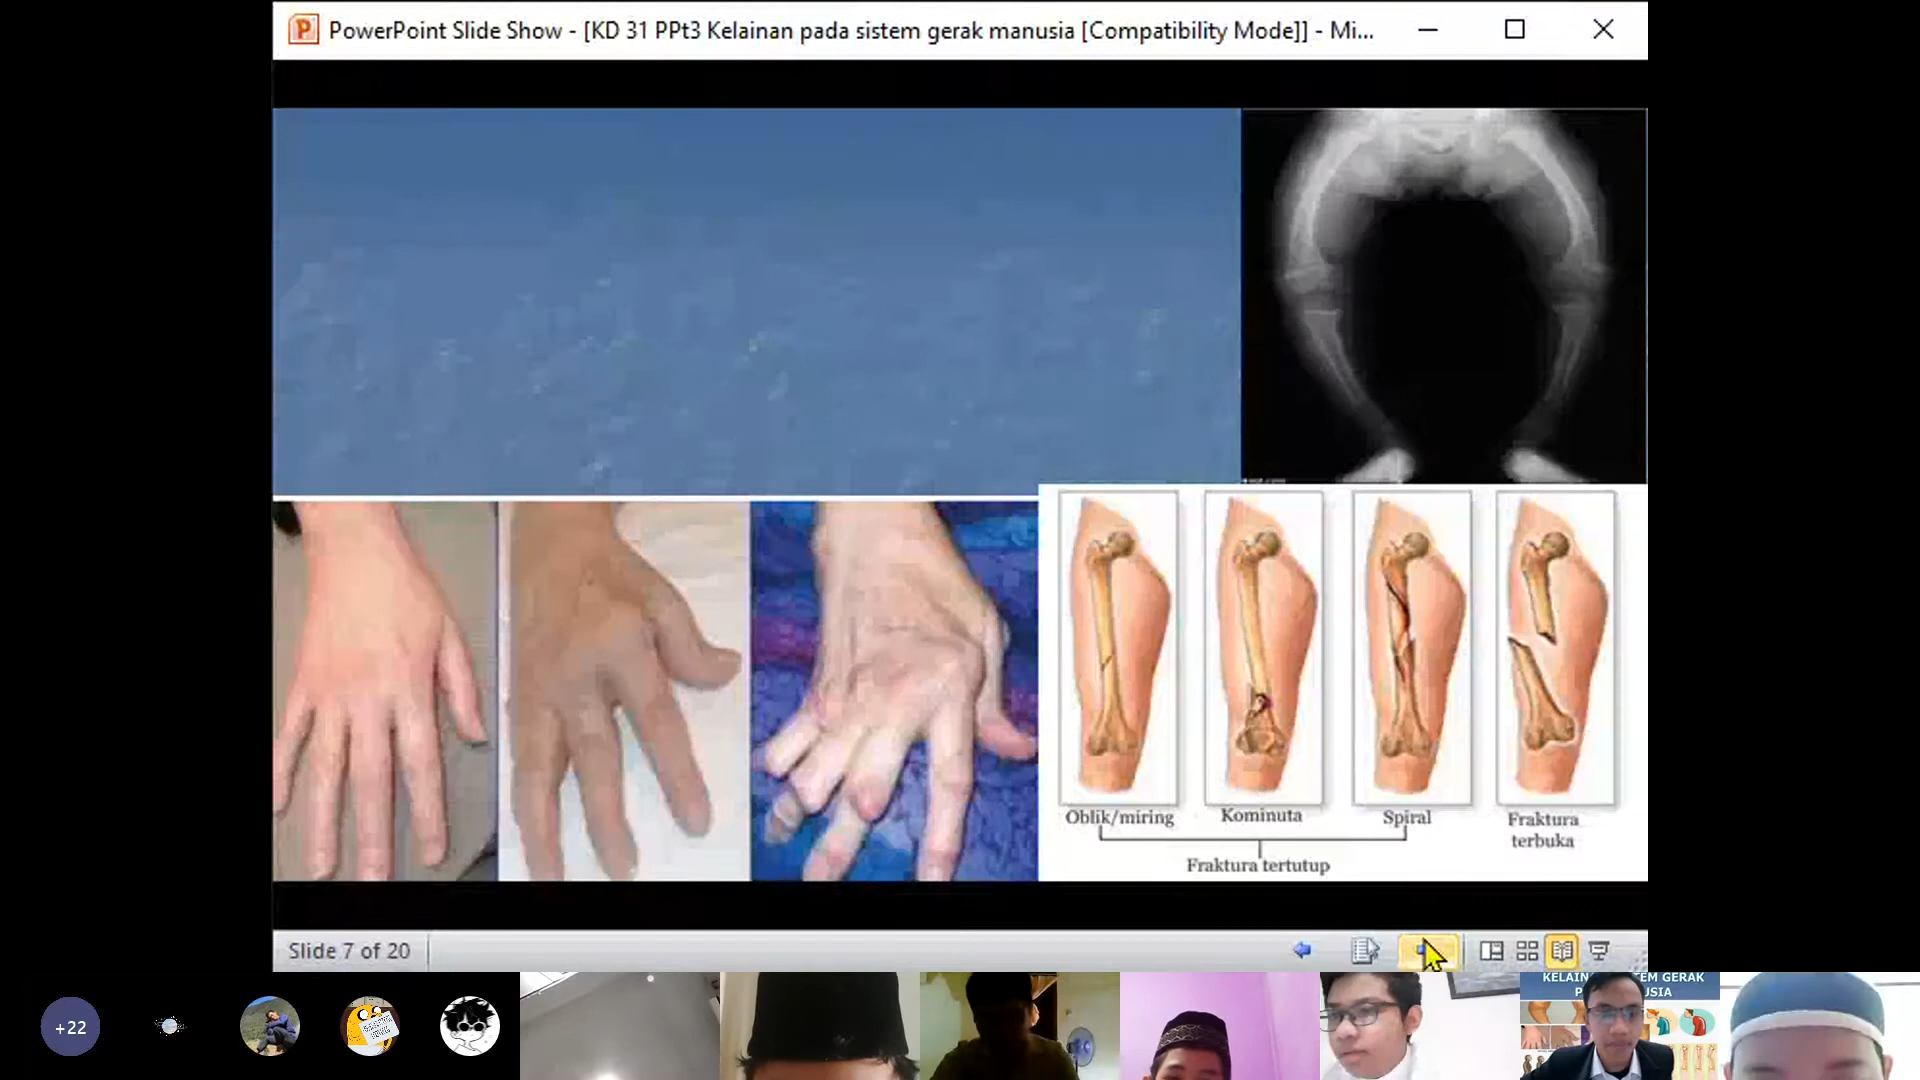 PowerPoint Slide Show - [KD 31 PPt3 Kelainan pada sistem gerak manusia [Compatibility Mode]] - Mi...
Oblik/miring
Kominuta
Spiral
Fraktura
terbuka
Fraktura tertutup
Slide 7 of 20
+22